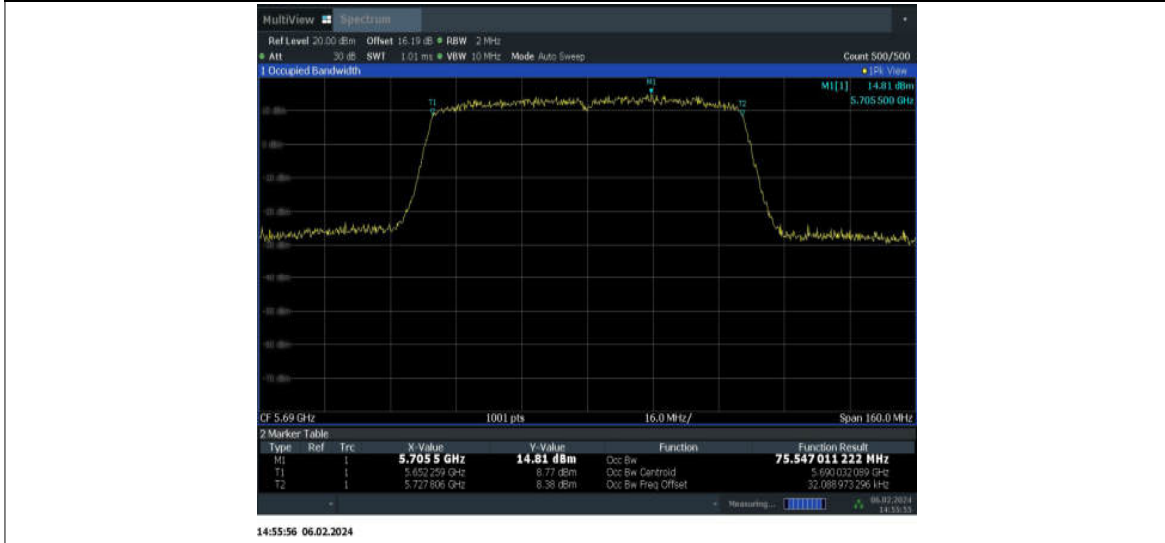 MultiView Spectrum
Ref Level 20.00 dBm Offset 16.19 dB RBW 2 MHz
Att 30 dB SWT 1.01 ms VBW 10 MHz Mode Auto Sweep Count 500/500
1 Occupied Bandwidth 1Pk View
M1[1] 14.81 dBm
5.705 500 GHz
M1
T1
T2
CF 5.69 GHz 1001 pts 16.0 MHz/ Span 160.0 MHz
2 Marker Table
Type Ref Trc X-Value Y-Value Function Function Result
M1 1 5.705 5 GHz 14.81 dBm Occ Bw 75.547 011 222 MHz
T1 1 5.652 259 GHz 8.77 dBm Occ Bw Centroid 5.690 032 089 GHz
T2 1 5.727 806 GHz 8.38 dBm Occ Bw Freq Offset 32.088 973 296 kHz
Measuring... 06.02.2024
14:55:55
14:55:56 06.02.2024